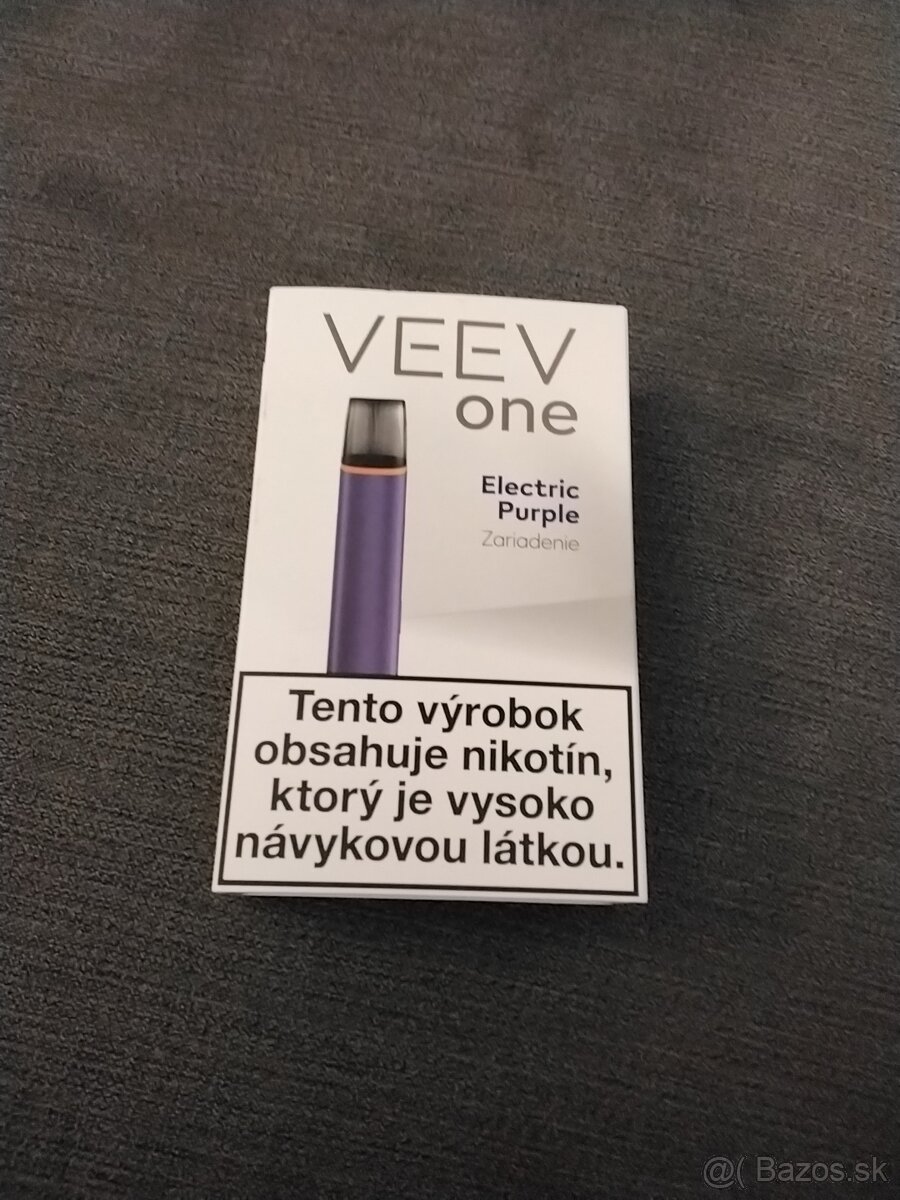 VEEV
one
Electric
Purple
Zariadenie
Tento výrobok
obsahuje nikotín,
ktorý je vysoko
návykovou látkou.
@( Bazos.sk